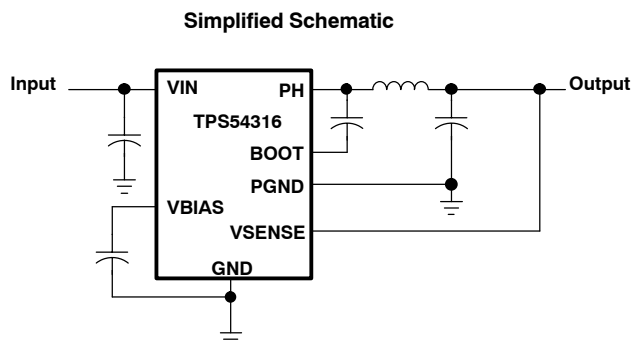 Simplified Schematic
Input
VIN
PH
Output
TPS54316
BOOT
PGND
VBIAS
VSENSE
GND